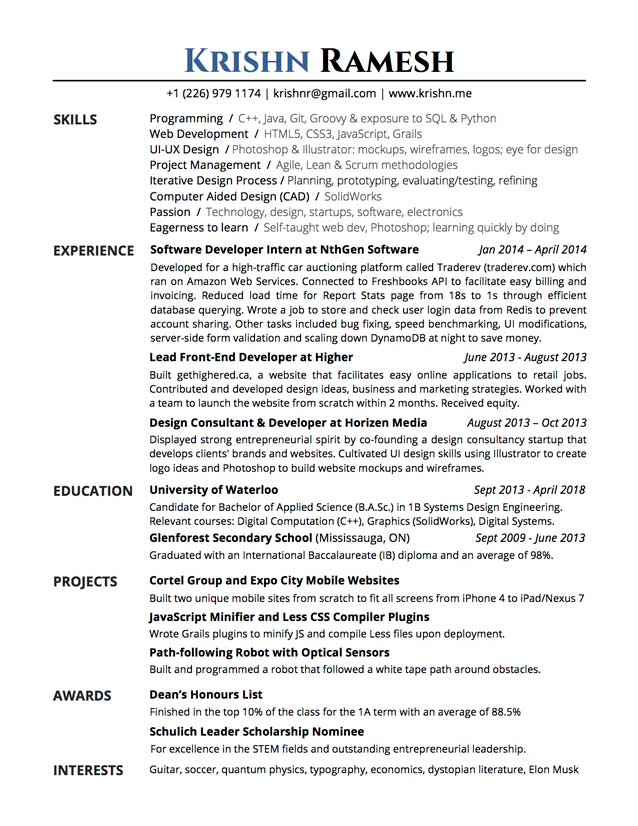 Krishn Ramesh
+1 (226) 979 1174 | krishnr@gmail.com | www.krishn.me
SKILLS
Programming / C++, Java, Git, Groovy & exposure to SQL & Python
Web Development / HTML5, CSS3, JavaScript, Grails
UI-UX Design / Photoshop & Illustrator: mockups, wireframes, logos; eye for design
Project Management / Agile, Lean & Scrum methodologies
Iterative Design Process / Planning, prototyping, evaluating/testing, refining
Computer Aided Design (CAD) / SolidWorks
Passion / Technology, design, startups, software, electronics
Eagerness to learn / Self-taught web dev, Photoshop; learning quickly by doing
EXPERIENCE
Software Developer Intern at NthGen Software Jan 2014 – April 2014
Developed for a high-traffic car auctioning platform called Traderev (traderev.com) which
ran on Amazon Web Services. Connected to Freshbooks API to facilitate easy billing and
invoicing. Reduced load time for Report Stats page from 18s to 1s through efficient
database querying. Wrote a job to store and check user login data from Redis to prevent
account sharing. Other tasks included bug fixing, speed benchmarking, UI modifications,
server-side form validation and scaling down DynamoDB at night to save money.
Lead Front-End Developer at Higher June 2013 - August 2013
Built gethighered.ca, a website that facilitates easy online applications to retail jobs.
Contributed and developed design ideas, business and marketing strategies. Worked with
a team to launch the website from scratch within 2 months. Received equity.
Design Consultant & Developer at Horizen Media August 2013 – Oct 2013
Displayed strong entrepreneurial spirit by co-founding a design consultancy startup that
develops clients' brands and websites. Cultivated UI design skills using Illustrator to create
logo ideas and Photoshop to build website mockups and wireframes.
EDUCATION
University of Waterloo Sept 2013 - April 2018
Candidate for Bachelor of Applied Science (B.A.Sc.) in 1B Systems Design Engineering.
Relevant courses: Digital Computation (C++), Graphics (SolidWorks), Digital Systems.
Glenforest Secondary School (Mississauga, ON) Sept 2009 - June 2013
Graduated with an International Baccalaureate (IB) diploma and an average of 98%.
PROJECTS
Cortel Group and Expo City Mobile Websites
Built two unique mobile sites from scratch to fit all screens from iPhone 4 to iPad/Nexus 7
JavaScript Minifier and Less CSS Compiler Plugins
Wrote Grails plugins to minify JS and compile Less files upon deployment.
Path-following Robot with Optical Sensors
Built and programmed a robot that followed a white tape path around obstacles.
AWARDS
Dean's Honours List
Finished in the top 10% of the class for the 1A term with an average of 88.5%
Schulich Leader Scholarship Nominee
For excellence in the STEM fields and outstanding entrepreneurial leadership.
INTERESTS
Guitar, soccer, quantum physics, typography, economics, dystopian literature, Elon Musk